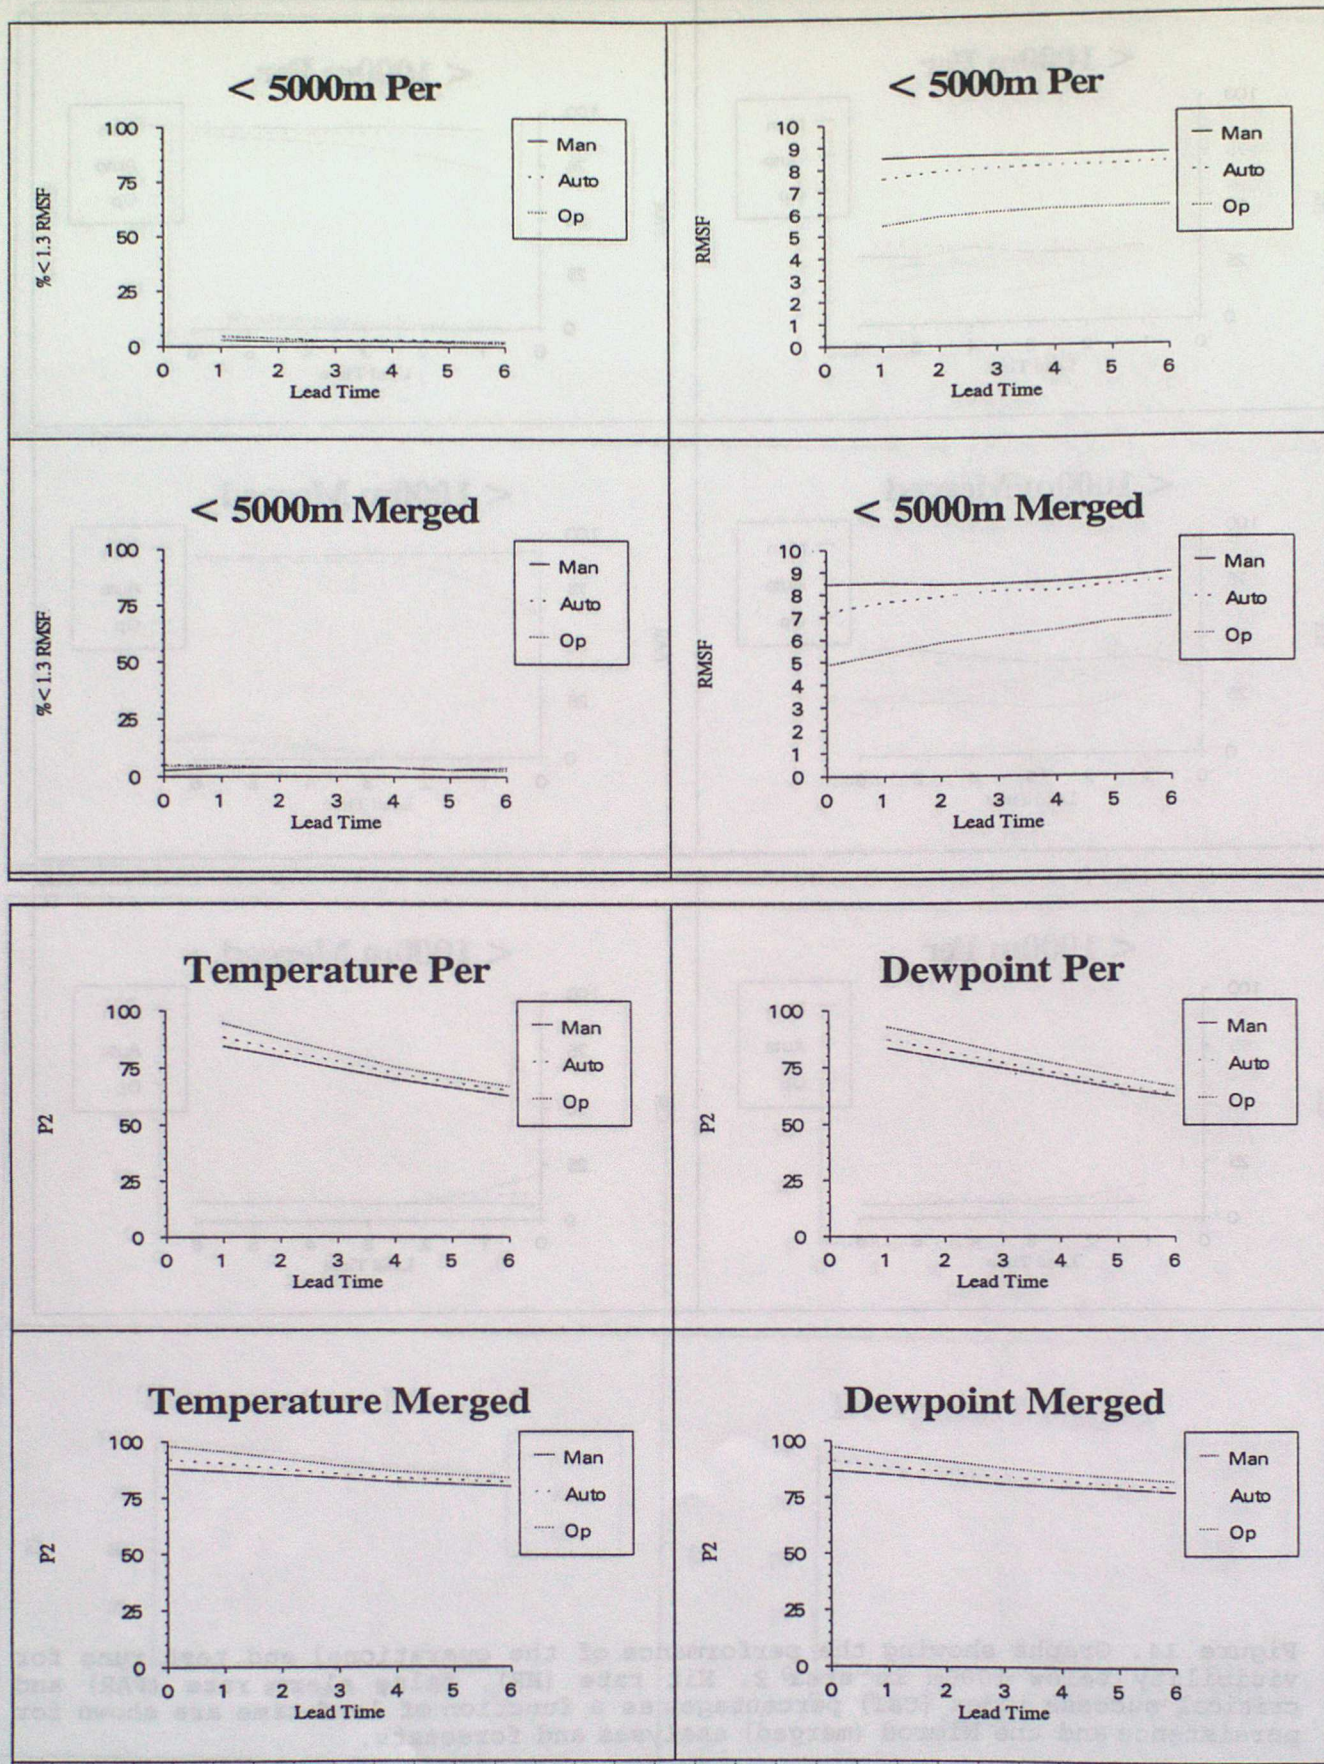 < 5000m Per
100
75
50
25
0
%< 1.3 RMSF
0 1 2 3 4 5 6
Lead Time
Man
Auto
Op
< 5000m Per
10
9
8
7
6
5
4
3
2
1
0
RMSF
0 1 2 3 4 5 6
Lead Time
Man
Auto
Op
< 5000m Merged
100
75
50
25
0
%< 1.3 RMSF
0 1 2 3 4 5 6
Lead Time
Man
Auto
Op
< 5000m Merged
10
9
8
7
6
5
4
3
2
1
0
RMSF
0 1 2 3 4 5 6
Lead Time
Man
Auto
Op
Temperature Per
100
75
50
25
0
P2
0 1 2 3 4 5 6
Lead Time
Man
Auto
Op
Dewpoint Per
100
75
50
25
0
P2
0 1 2 3 4 5 6
Lead Time
Man
Auto
Op
Temperature Merged
100
75
50
25
0
P2
0 1 2 3 4 5 6
Lead Time
Man
Auto
Op
Dewpoint Merged
100
75
50
25
0
P2
0 1 2 3 4 5 6
Lead Time
Man
Auto
Op